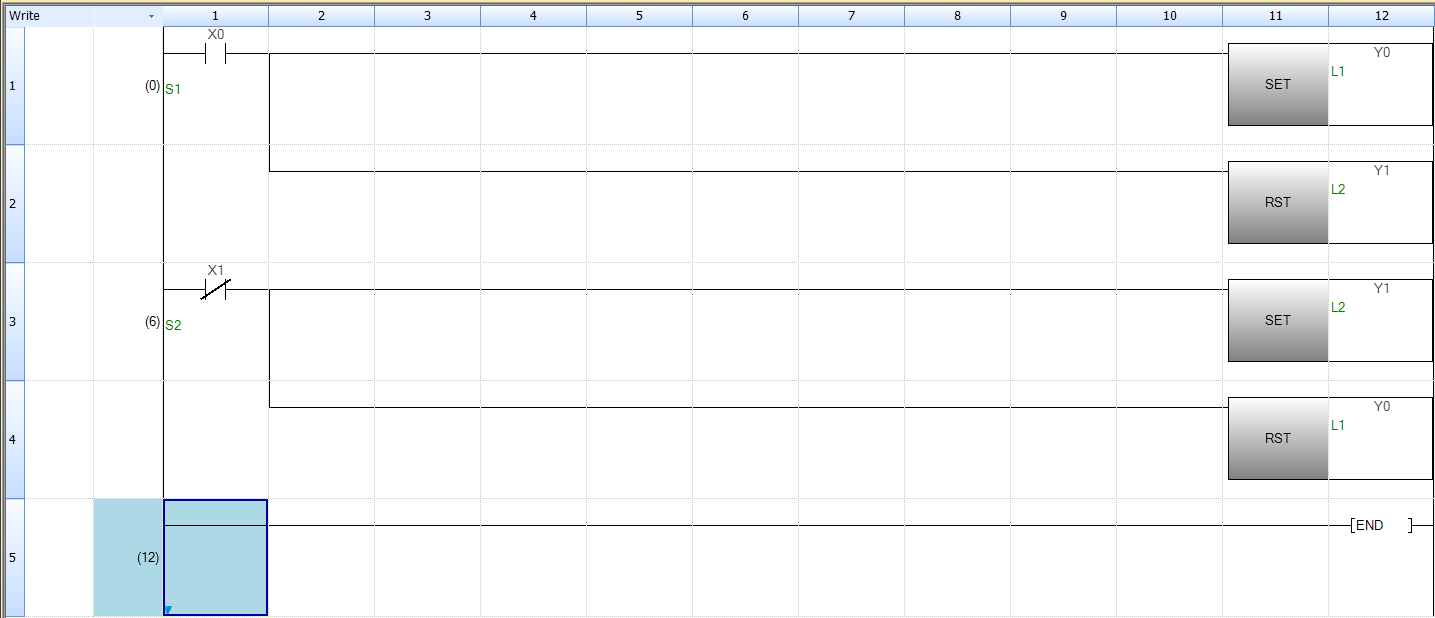 Write 1 2 3 4 5 6 7 8 9 10 11 12
X0 Y0
1 (0) S1 SET L1
Y1
2 RST L2
X1 Y1
3 (6) S2 SET L2
Y0
4 RST L1
[END ]
5 (12)